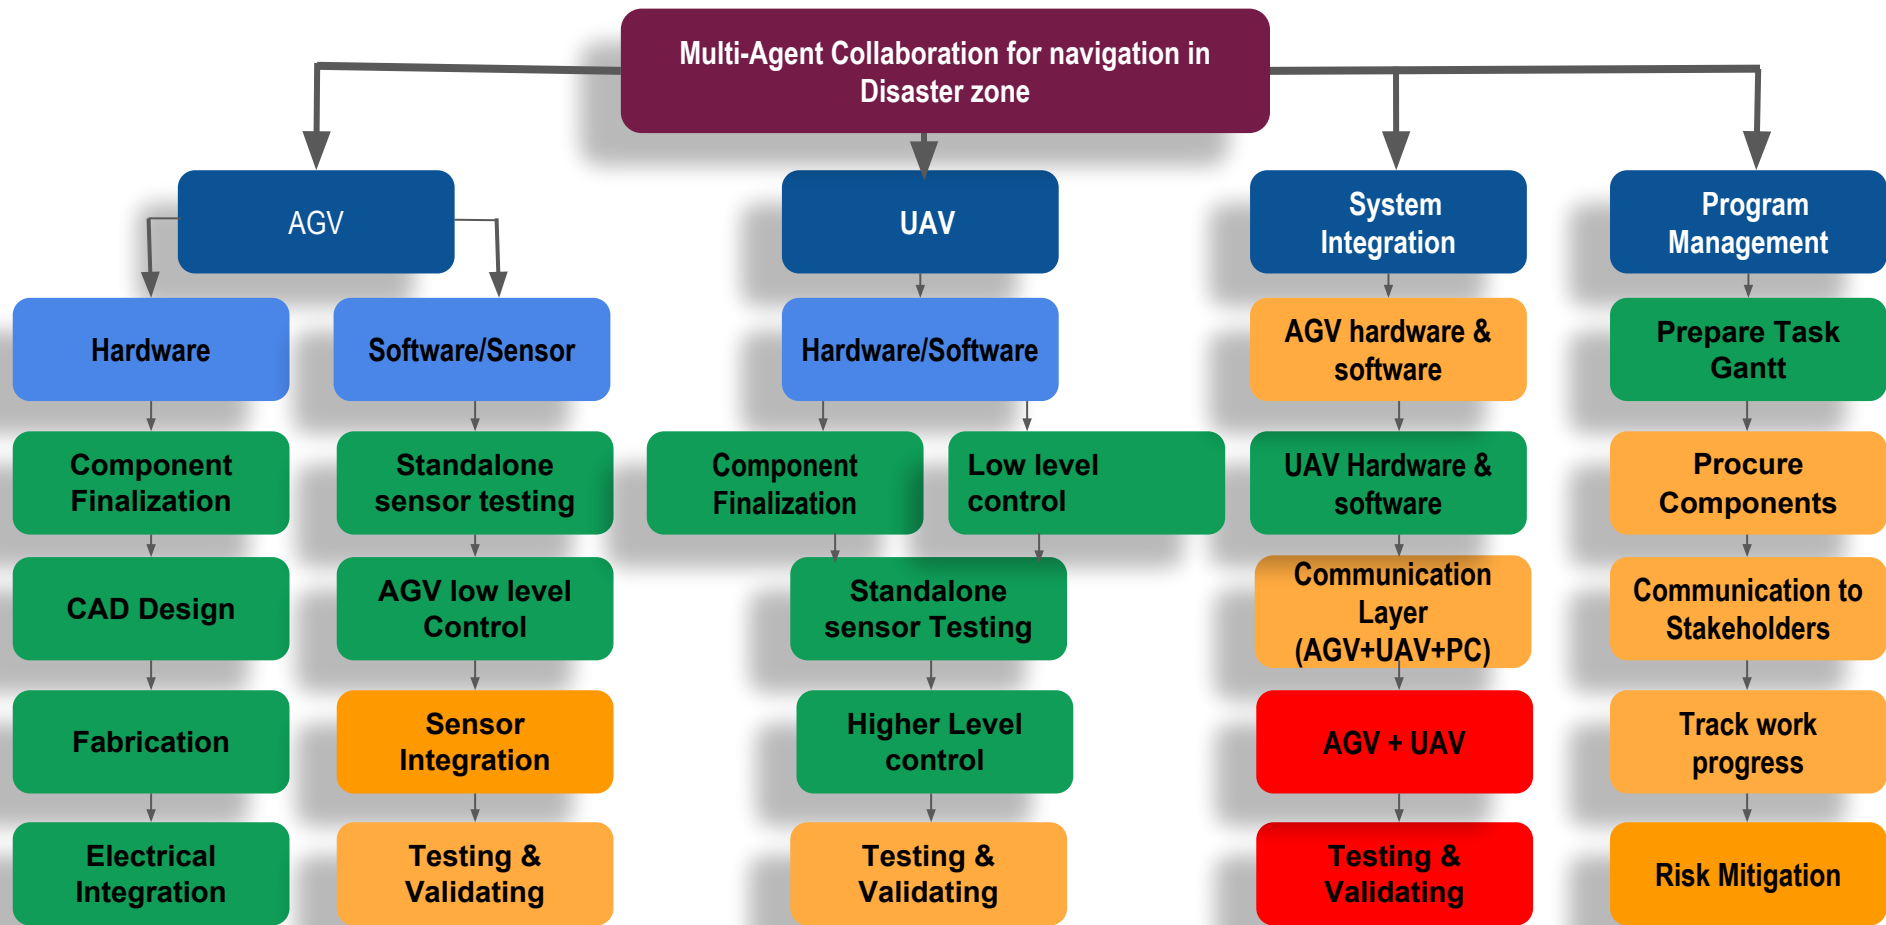 Multi-Agent Collaboration for navigation in
Disaster zone
AGV
UAV
System
Integration
Program
Management
Hardware
Software/Sensor
Hardware/Software
AGV hardware &
software
Prepare Task
Gantt
Component
Finalization
Standalone
sensor testing
Component
Finalization
Low level
control
UAV Hardware &
software
Procure
Components
CAD Design
AGV low level
Control
Standalone
sensor Testing
Communication
Layer
(AGV+UAV+PC)
Communication to
Stakeholders
Fabrication
Sensor
Integration
Higher Level
control
AGV + UAV
Track work
progress
Electrical
Integration
Testing &
Validating
Testing &
Validating
Testing &
Validating
Risk Mitigation